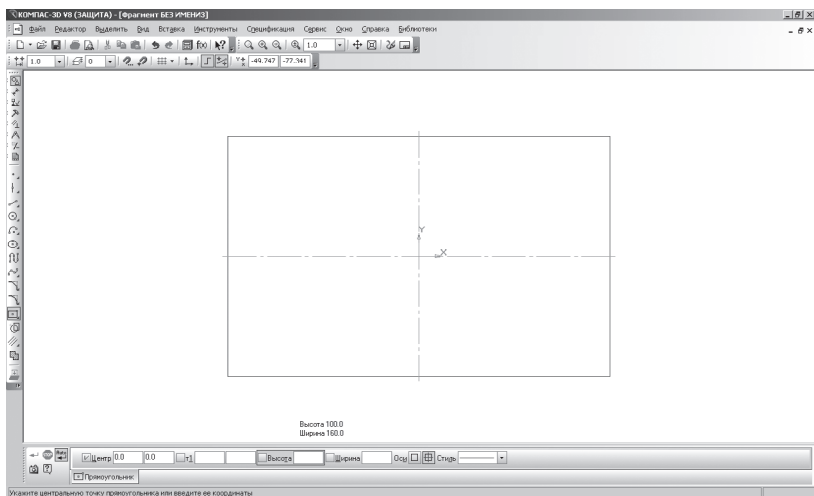 КОМПАС-3D V8 (ЗАЩИТА) - [Фрагмент БЕЗ ИМЕНИ3]
Файл Редактор Выделить Вид Вставка Инструменты Спецификация Сервис Окно Справка Библиотеки
f(x) 1.0
1.0 0 -49.747 -77.341
Y
X
Высота 100.0
Ширина 160.0
Центр 0.0 0.0 т1 Высота Ширина Оси Стиль
Прямоугольник
Укажите центральную точку прямоугольника или введите ее координаты